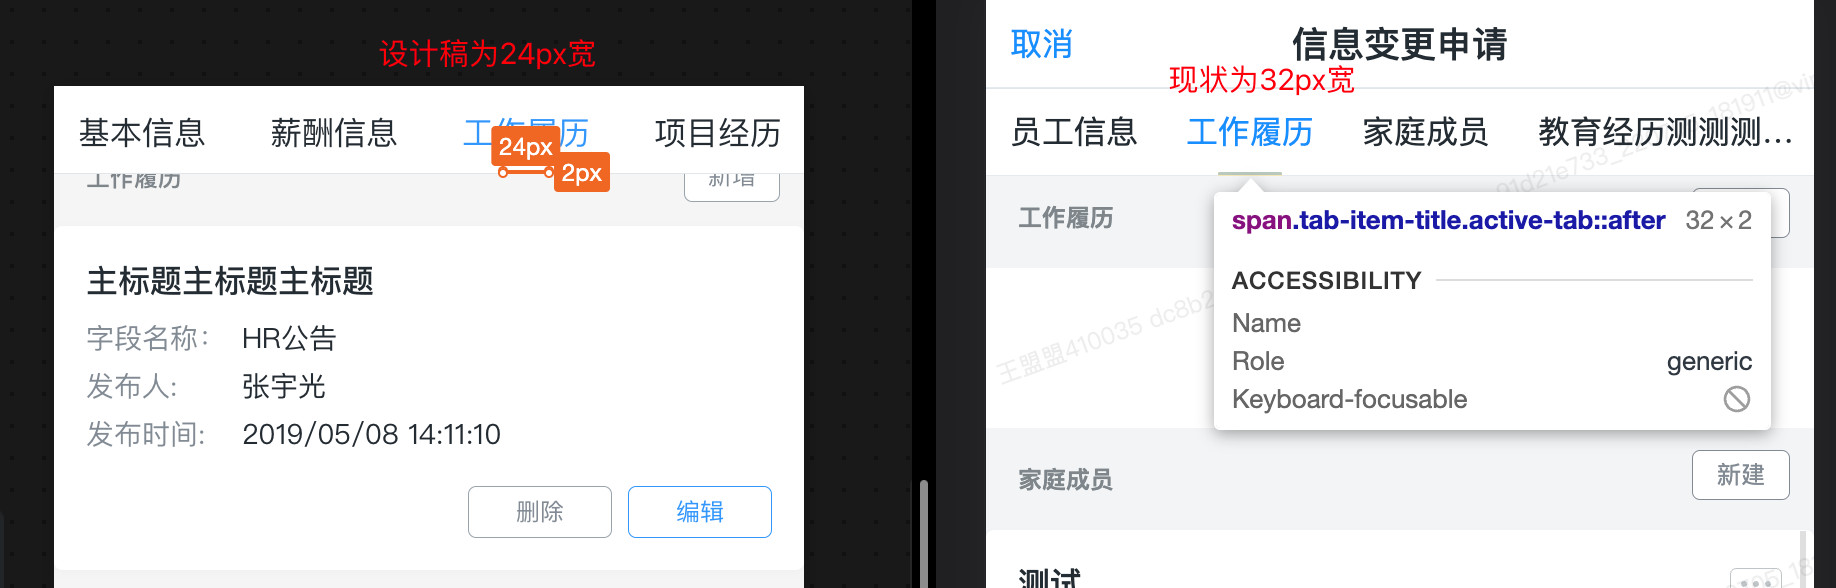 设计稿为24px宽
基本信息 薪酬信息 工作履历 项目经历
24px
2px
工作履历 新增
主标题主标题主标题
字段名称： HR公告
发布人: 张宇光
发布时间: 2019/05/08 14:11:10
删除 编辑
取消 信息变更申请
现状为32px宽
员工信息 工作履历 家庭成员 教育经历测测测...
工作履历
span.tab-item-title.active-tab::after 32×2
ACCESSIBILITY
Name
Role generic
Keyboard-focusable
王盟盟410035 dc8b2
家庭成员 新建
测试